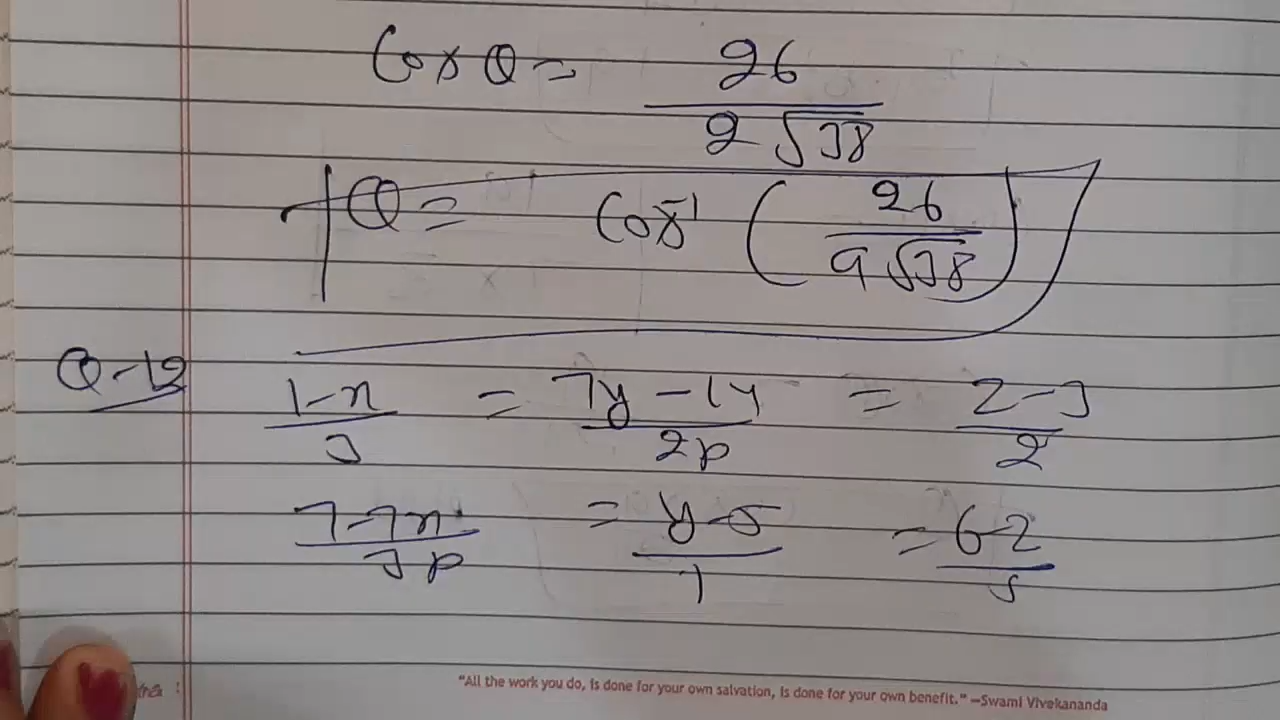 Cos θ = 26 / 2√38
θ = Cos⁻¹ ( 26 / 9√38 )
Q-12 1-x / 3 = 7y-14 / 2p = z-3 / 2
7-7x / 3p = y-5 / 1 = 6-z / 5
"All the work you do, is done for your own salvation, is done for your own benefit." –Swami Vivekananda